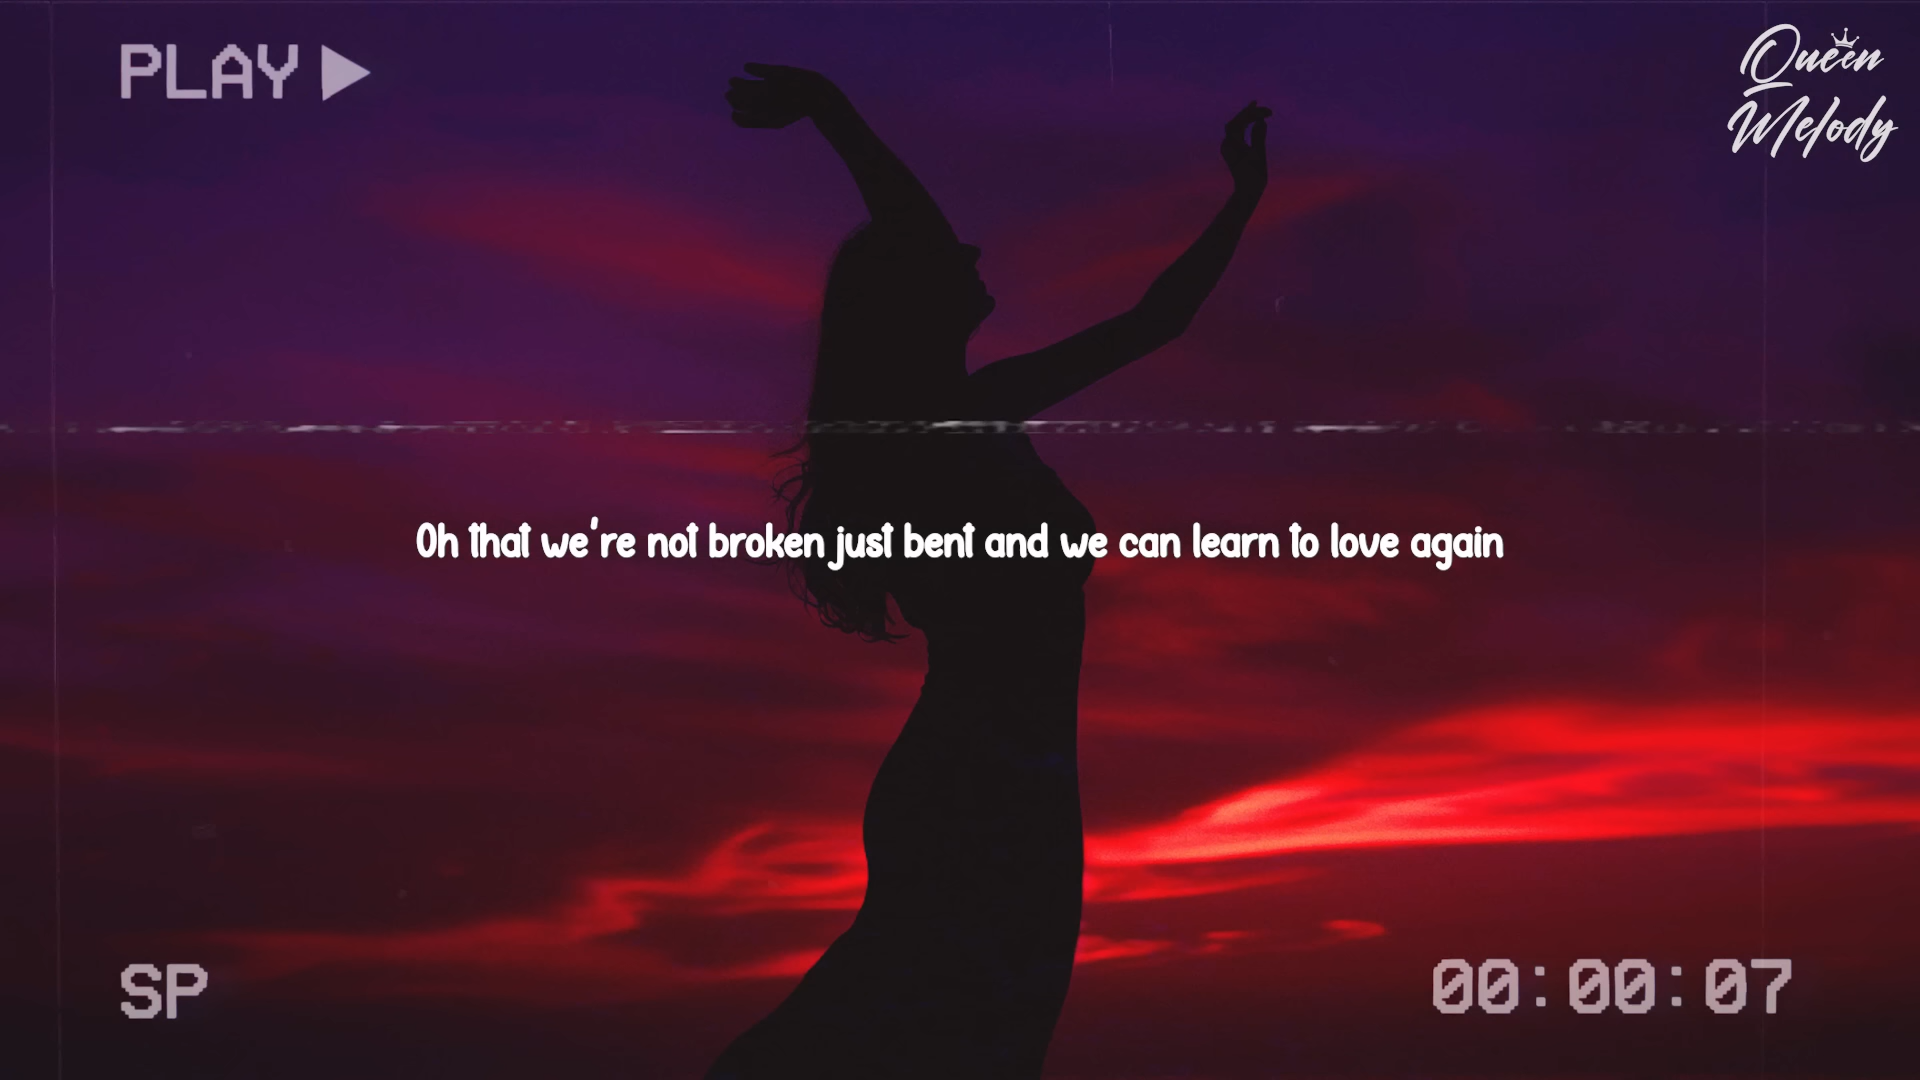 PLAY
Queen
Melody
Oh that we're not broken just bent and we can learn to love again
SP
00:00:07